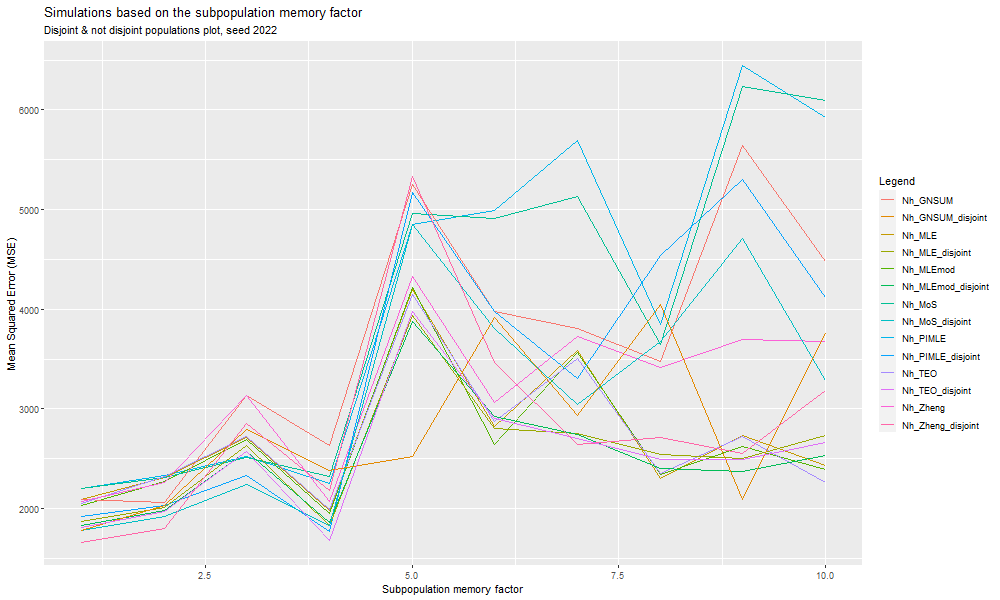 Simulations based on the subpopulation memory factor
Disjoint & not disjoint populations plot, seed 2022
Mean Squared Error (MSE)
6000
5000
4000
3000
2000
2.5
5.0
7.5
10.0
Subpopulation memory factor
Legend
Nh_GNSUM
Nh_GNSUM_disjoint
Nh_MLE
Nh_MLE_disjoint
Nh_MLEmod
Nh_MLEmod_disjoint
Nh_MoS
Nh_MoS_disjoint
Nh_PIMLE
Nh_PIMLE_disjoint
Nh_TEO
Nh_TEO_disjoint
Nh_Zheng
Nh_Zheng_disjoint